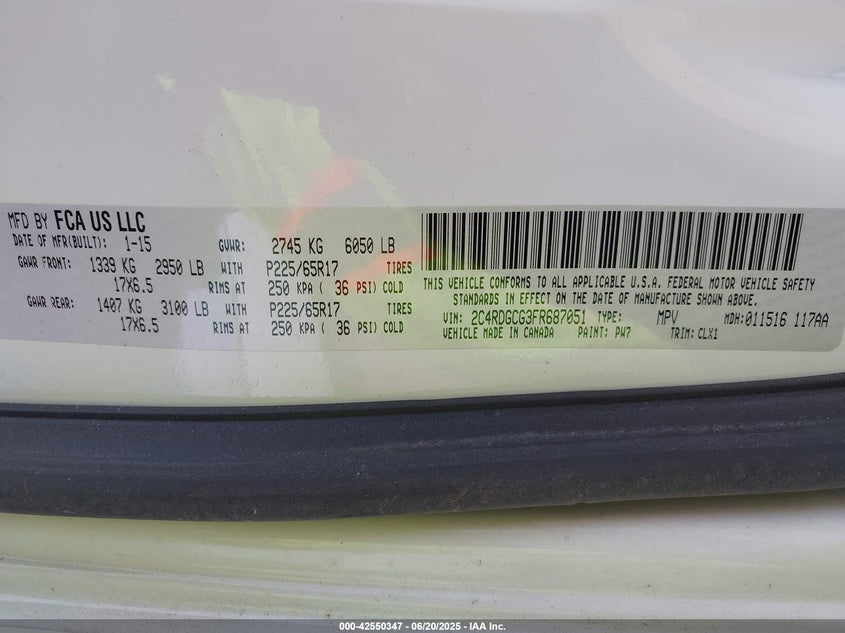 MFD BY FCA US LLC
DATE OF MFR(BUILT): 1-15 GVWR: 2745 KG 6050 LB
GAWR FRONT: 1339 KG 2950 LB WITH P225/65R17 TIRES
17X6.5 RIMS AT 250 KPA ( 36 PSI) COLD
GAWR REAR: 1407 KG 3100 LB WITH P225/65R17 TIRES
17X6.5 RIMS AT 250 KPA ( 36 PSI) COLD
THIS VEHICLE CONFORMS TO ALL APPLICABLE U.S.A. FEDERAL MOTOR VEHICLE SAFETY
STANDARDS IN EFFECT ON THE DATE OF MANUFACTURE SHOWN ABOVE.
VIN: 2C4RDGCG3FR687051 TYPE: MPV MDH: 011516 117AA
VEHICLE MADE IN CANADA PAINT: PW7 TRIM: CLX1
000-42550347 - 06/20/2025 - IAA Inc.